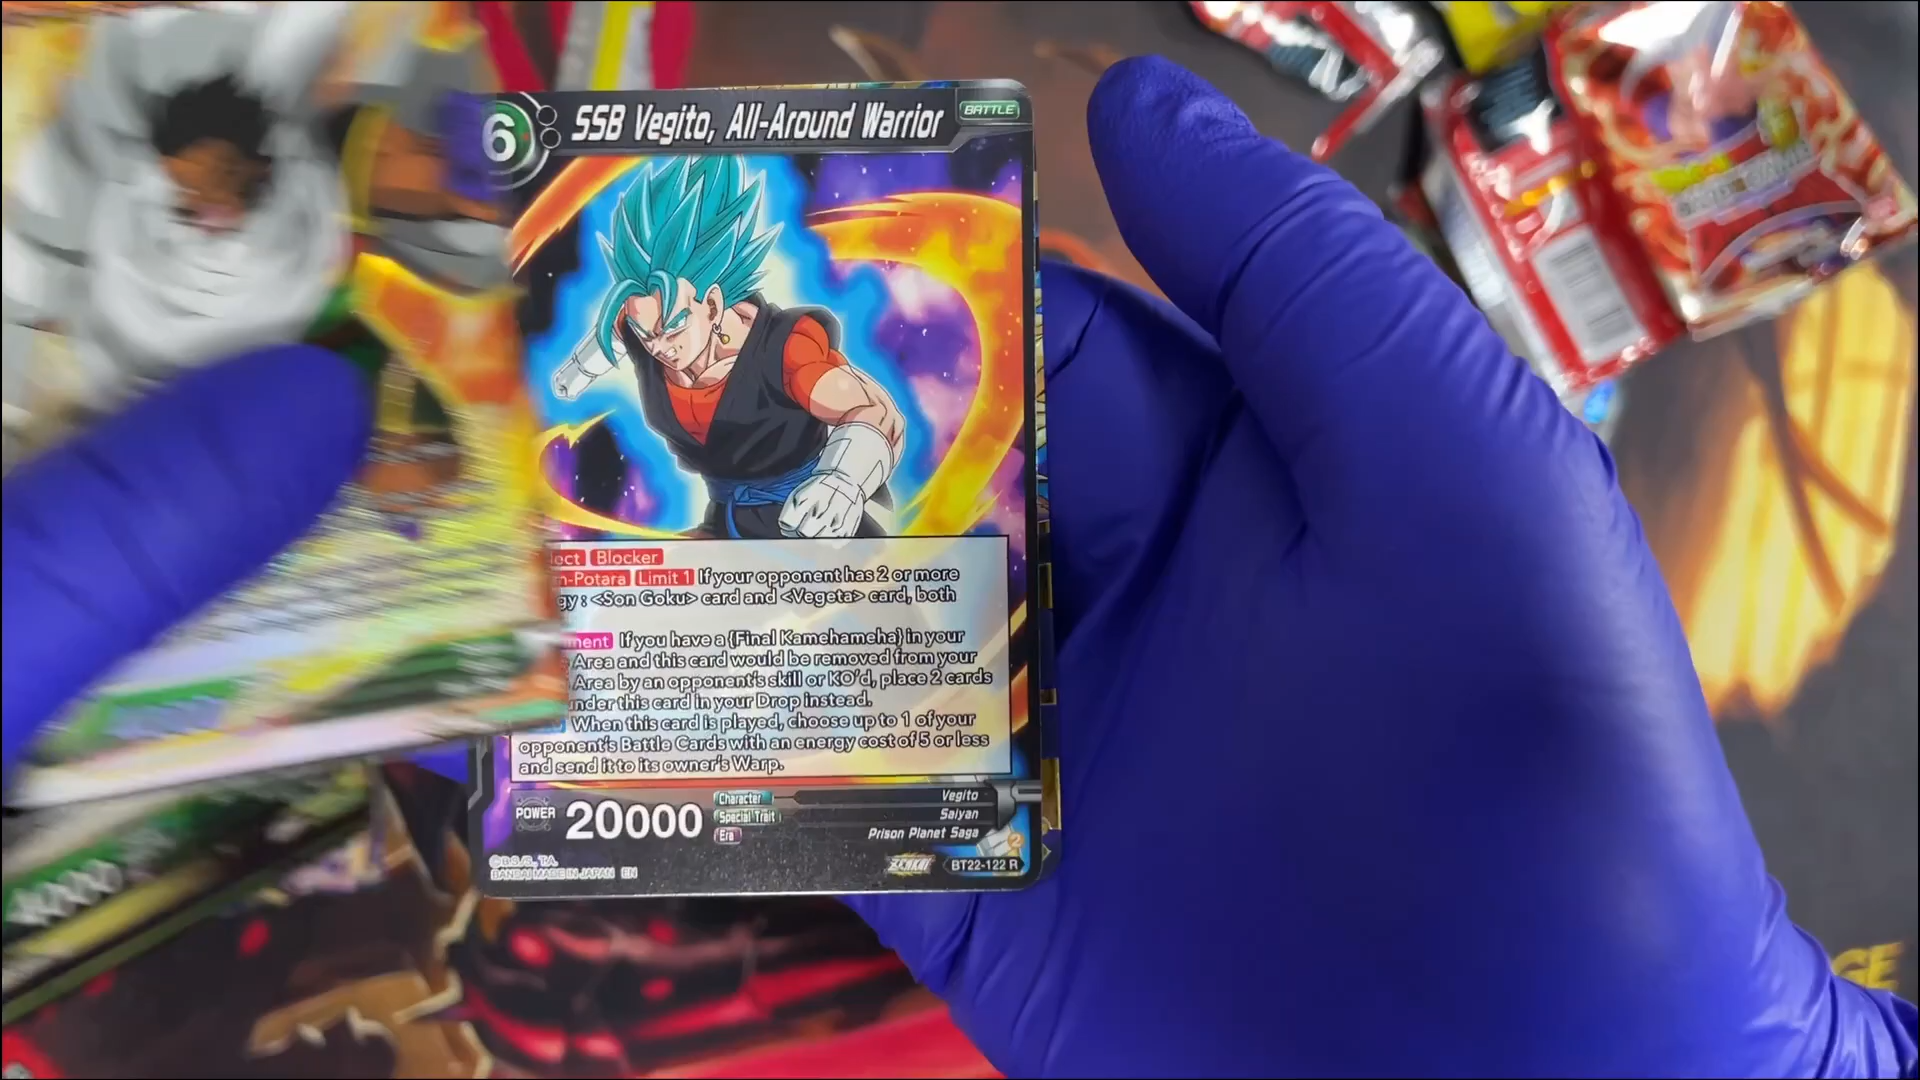 6 SSB Vegito, All-Around Warrior BATTLE
ect Blocker
n-Potara Limit 1 If your opponent has 2 or more
gy : <Son Goku> card and <Vegeta> card, both
ment If you have a {Final Kamehameha} in your
Area and this card would be removed from your
Area by an opponent's skill or KO'd, place 2 cards
nder this card in your Drop instead.
When this card is played, choose up to 1 of your
opponent's Battle Cards with an energy cost of 5 or less
and send it to its owner's Warp.
POWER 20000
Character Vegito
Special Trait Saiyan
Era Prison Planet Saga
2
©B.S./S., T.A.
BANDAI MADE IN JAPAN EN
ZENKAI BT22-122 R
GE